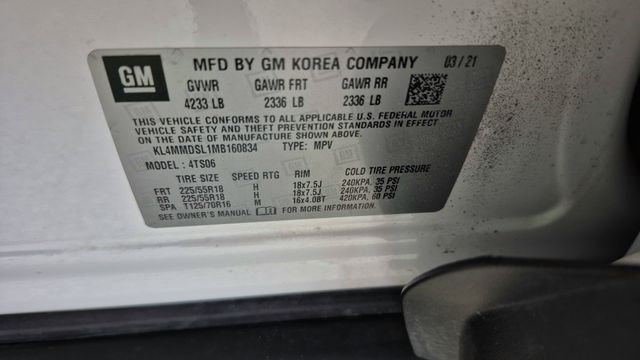 GM
MFD BY GM KOREA COMPANY 03/21
GVWR GAWR FRT GAWR RR
4233 LB 2336 LB 2336 LB
THIS VEHICLE CONFORMS TO ALL APPLICABLE U.S. FEDERAL MOTOR
VEHICLE SAFETY, BUMPER, AND THEFT PREVENTION STANDARDS IN
EFFECT ON THE DATE OF MANUFACTURE SHOWN ABOVE.
KL4MMDSL1MB160834 TYPE: MPV
MODEL: 4TS06
TIRE SIZE SPEED RTG RIM COLD TIRE PRESSURE
FRT 225/55R18 H 18x7.5J 240KPA, 35 PSI
RR 225/55R18 H 18x7.5J 240KPA, 35 PSI
SPA T125/70R16 M 16x4.0BT 420KPA, 60 PSI
SEE OWNER'S MANUAL FOR MORE INFORMATION.